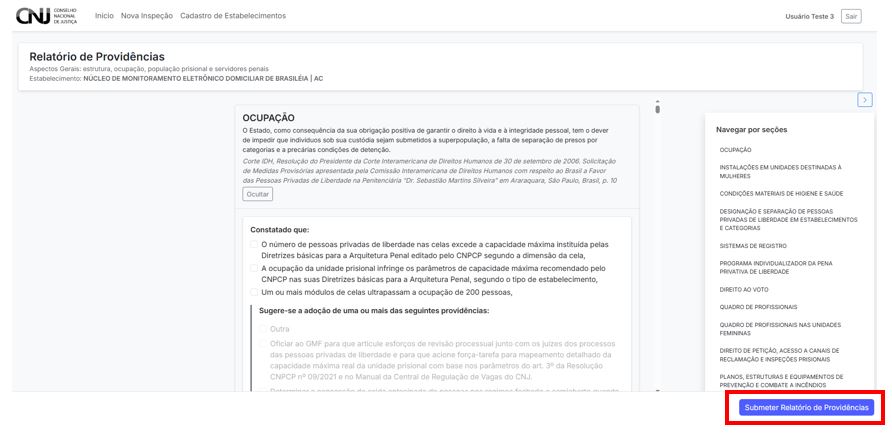 CNJ CONSELHO
NACIONAL
DE JUSTIÇA
Início Nova Inspeção Cadastro de Estabelecimentos
Usuário Teste 3 Sair
Relatório de Providências
Aspectos Gerais: estrutura, ocupação, população prisional e servidores penais
Estabelecimento: NÚCLEO DE MONITORAMENTO ELETRÔNICO DOMICILIAR DE BRASILÉIA | AC
OCUPAÇÃO
O Estado, como consequência da sua obrigação positiva de garantir o direito à vida e à integridade pessoal, tem o dever
de impedir que indivíduos sob sua custódia sejam submetidos a superpopulação, a falta de separação de presos por
categorias e a precárias condições de detenção.
Corte IDH, Resolução do Presidente da Corte Interamericana de Direitos Humanos de 30 de setembro de 2006. Solicitação
de Medidas Provisórias apresentada pela Comissão Interamericana de Direitos Humanos com respeito ao Brasil a Favor
das Pessoas Privadas de Liberdade na Penitenciária "Dr. Sebastião Martins Silveira" em Araraquara, São Paulo, Brasil, p. 10
Ocultar
Constatado que:
O número de pessoas privadas de liberdade nas celas excede a capacidade máxima instituída pelas
Diretrizes básicas para a Arquitetura Penal editado pelo CNPCP segundo a dimensão da cela,
A ocupação da unidade prisional infringe os parâmetros de capacidade máxima recomendado pelo
CNPCP nas suas Diretrizes básicas para a Arquitetura Penal, segundo o tipo de estabelecimento,
Um ou mais módulos de celas ultrapassam a ocupação de 200 pessoas,
Sugere-se a adoção de uma ou mais das seguintes providências:
Outra
Oficiar ao GMF para que articule esforços de revisão processual junto com os juízes dos processos
das pessoas privadas de liberdade e para que acione força-tarefa para mapeamento detalhado da
capacidade máxima real da unidade prisional com base nos parâmetros do art. 3º da Resolução
CNPCP nº 09/2021 e no Manual da Central de Regulação de Vagas do CNJ.
Navegar por seções
OCUPAÇÃO
INSTALAÇÕES EM UNIDADES DESTINADAS À
MULHERES
CONDIÇÕES MATERIAIS DE HIGIENE E SAÚDE
DESIGNAÇÃO E SEPARAÇÃO DE PESSOAS
PRIVADAS DE LIBERDADE EM ESTABELECIMENTOS
E CATEGORIAS
SISTEMAS DE REGISTRO
PROGRAMA INDIVIDUALIZADOR DA PENA
PRIVATIVA DE LIBERDADE
DIREITO AO VOTO
QUADRO DE PROFISSIONAIS
QUADRO DE PROFISSIONAIS NAS UNIDADES
FEMININAS
DIREITO DE PETIÇÃO, ACESSO A CANAIS DE
RECLAMAÇÃO E INSPEÇÕES PRISIONAIS
PLANOS, ESTRUTURAS E EQUIPAMENTOS DE
PREVENÇÃO E COMBATE A INCÊNDIOS
Submeter Relatório de Providências